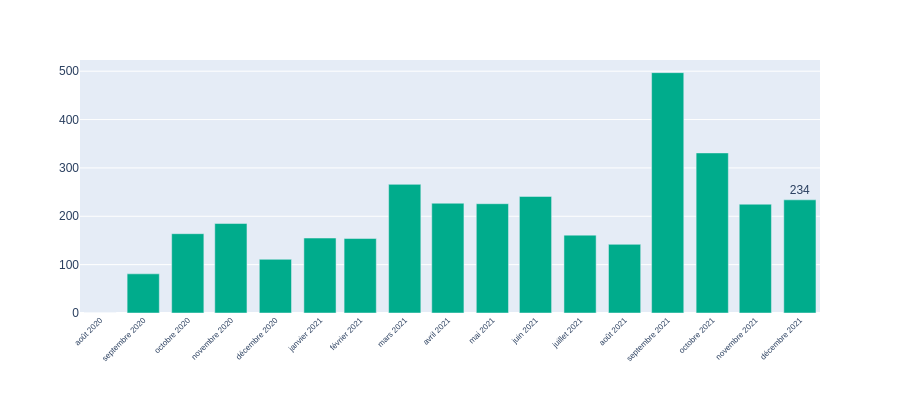 500
400
300
200
100
0
234
août 2020
septembre 2020
octobre 2020
novembre 2020
décembre 2020
janvier 2021
février 2021
mars 2021
avril 2021
mai 2021
juin 2021
juillet 2021
août 2021
septembre 2021
octobre 2021
novembre 2021
décembre 2021